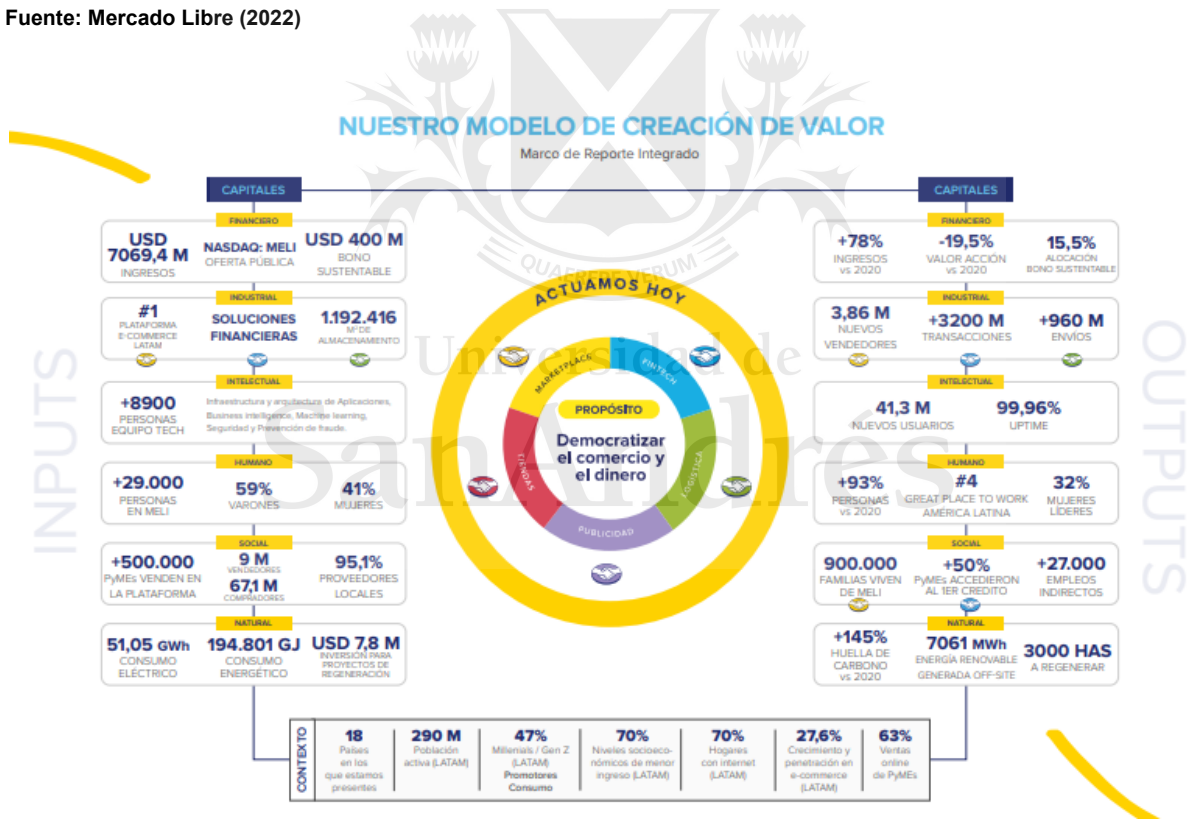 Fuente: Mercado Libre (2022)
NUESTRO MODELO DE CREACIÓN DE VALOR
Marco de Reporte Integrado
INPUTS
CAPITALES
FINANCIERO
USD
7069,4 M
INGRESOS
NASDAQ: MELI
OFERTA PÚBLICA
USD 400 M
BONO
SUSTENTABLE
INDUSTRIAL
#1
PLATAFORMA
E-COMMERCE
LATAM
SOLUCIONES
FINANCIERAS
1.192.416
M² DE
ALMACENAMIENTO
INTELECTUAL
+8900
PERSONAS
EQUIPO TECH
Infraestructura y arquitectura de Aplicaciones,
Business intelligence, Machine learning,
Seguridad y Prevención de fraude.
HUMANO
+29.000
PERSONAS
EN MELI
59%
VARONES
41%
MUJERES
SOCIAL
+500.000
PyMEs VENDEN EN
LA PLATAFORMA
9 M
VENDEDORES
67,1 M
COMPRADORES
95,1%
PROVEEDORES
LOCALES
NATURAL
51,05 GWh
CONSUMO
ELÉCTRICO
194.801 GJ
CONSUMO
ENERGÉTICO
USD 7,8 M
INVERSIÓN PARA
PROYECTOS DE
REGENERACIÓN
QUAERERE VERUM
Universidad de
SanAndrés
ACTUAMOS HOY
MARKETPLACE
FINTECH
LOGISTICA
PUBLICIDAD
TIENDAS
PROPÓSITO
Democratizar
el comercio y
el dinero
OUTPUTS
CAPITALES
FINANCIERO
+78%
INGRESOS
vs 2020
-19,5%
VALOR ACCIÓN
vs 2020
15,5%
ALOCACIÓN
BONO SUSTENTABLE
INDUSTRIAL
3,86 M
NUEVOS
VENDEDORES
+3200 M
TRANSACCIONES
+960 M
ENVÍOS
INTELECTUAL
41,3 M
NUEVOS USUARIOS
99,96%
UPTIME
HUMANO
+93%
PERSONAS
vs 2020
#4
GREAT PLACE TO WORK
AMÉRICA LATINA
32%
MUJERES
LÍDERES
SOCIAL
900.000
FAMILIAS VIVEN
DE MELI
+50%
PyMEs ACCEDIERON
AL 1ER CREDITO
+27.000
EMPLEOS
INDIRECTOS
NATURAL
+145%
HUELLA DE
CARBONO
vs 2020
7061 MWh
ENERGÍA RENOVABLE
GENERADA OFF-SITE
3000 HAS
A REGENERAR
CONTEXTO
18
Países
en los
que estamos
presentes
290 M
Población
activa (LATAM)
47%
Millenials / Gen Z
(LATAM)
Promotores
Consumo
70%
Niveles socioeco-
nómicos de menor
ingreso (LATAM)
70%
Hogares
con internet
(LATAM)
27,6%
Crecimiento y
penetración en
e-commerce
(LATAM)
63%
Ventas
online
de PyMEs